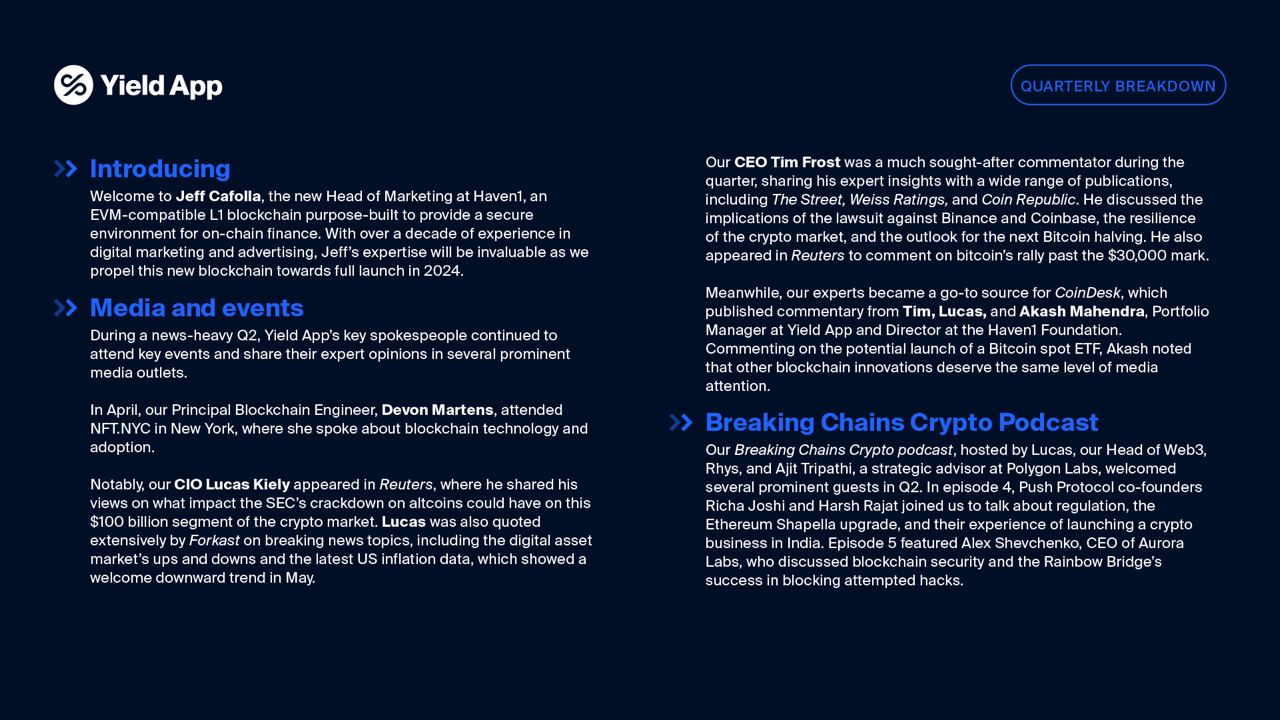 Yield App
QUARTERLY BREAKDOWN
Introducing
Welcome to Jeff Cafolla, the new Head of Marketing at Haven1, an
EVM-compatible L1 blockchain purpose-built to provide a secure
environment for on-chain finance. With over a decade of experience in
digital marketing and advertising, Jeff’s expertise will be invaluable as we
propel this new blockchain towards full launch in 2024.
Media and events
During a news-heavy Q2, Yield App’s key spokespeople continued to
attend key events and share their expert opinions in several prominent
media outlets.
In April, our Principal Blockchain Engineer, Devon Martens, attended
NFT.NYC in New York, where she spoke about blockchain technology and
adoption.
Notably, our CIO Lucas Kiely appeared in Reuters, where he shared his
views on what impact the SEC’s crackdown on altcoins could have on this
$100 billion segment of the crypto market. Lucas was also quoted
extensively by Forkast on breaking news topics, including the digital asset
market’s ups and downs and the latest US inflation data, which showed a
welcome downward trend in May.
Our CEO Tim Frost was a much sought-after commentator during the
quarter, sharing his expert insights with a wide range of publications,
including The Street, Weiss Ratings, and Coin Republic. He discussed the
implications of the lawsuit against Binance and Coinbase, the resilience
of the crypto market, and the outlook for the next Bitcoin halving. He also
appeared in Reuters to comment on bitcoin’s rally past the $30,000 mark.
Meanwhile, our experts became a go-to source for CoinDesk, which
published commentary from Tim, Lucas, and Akash Mahendra, Portfolio
Manager at Yield App and Director at the Haven1 Foundation.
Commenting on the potential launch of a Bitcoin spot ETF, Akash noted
that other blockchain innovations deserve the same level of media
attention.
Breaking Chains Crypto Podcast
Our Breaking Chains Crypto podcast, hosted by Lucas, our Head of Web3,
Rhys, and Ajit Tripathi, a strategic advisor at Polygon Labs, welcomed
several prominent guests in Q2. In episode 4, Push Protocol co-founders
Richa Joshi and Harsh Rajat joined us to talk about regulation, the
Ethereum Shapella upgrade, and their experience of launching a crypto
business in India. Episode 5 featured Alex Shevchenko, CEO of Aurora
Labs, who discussed blockchain security and the Rainbow Bridge’s
success in blocking attempted hacks.